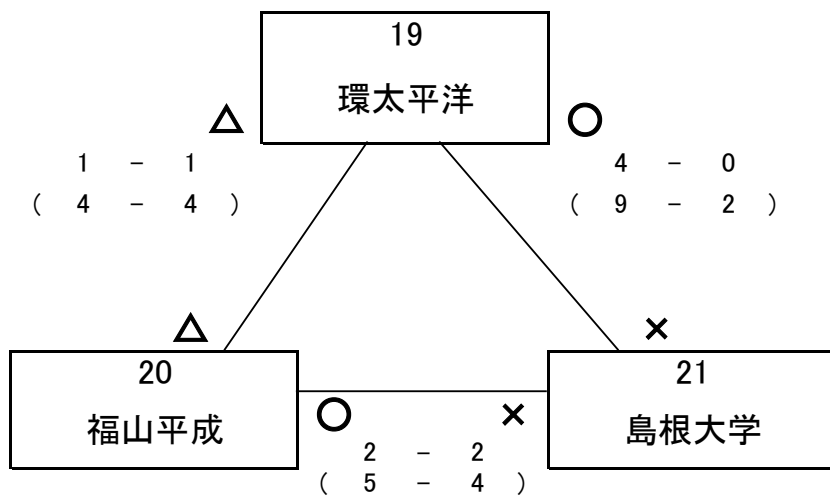 19
環太平洋
△ ○
1 － 1
( 4 － 4 )
4 － 0
( 9 － 2 )
△ ×
20
福山平成
21
島根大学
○ ×
2 － 2
( 5 － 4 )